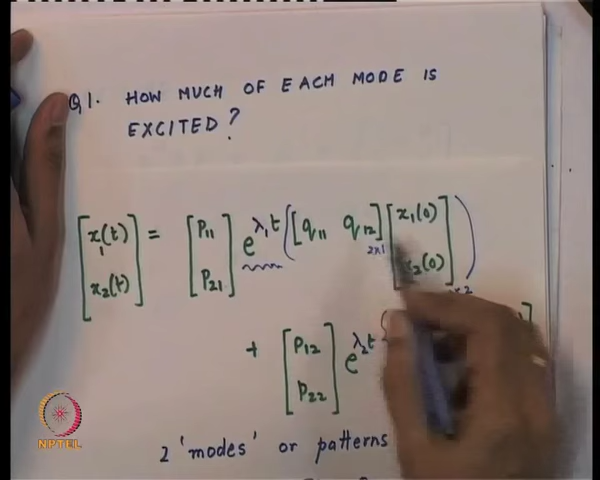 Q1. HOW MUCH OF EACH MODE IS
EXCITED?
[x₁(t) x₂(t)] = [p₁₁ p₂₁] e^λ₁t ([q₁₁ q₁₂] [x₁(0) x₂(0)])
2x1
x2
+ [p₁₂ p₂₂] e^λ₂t
2 'modes' or patterns
NPTEL